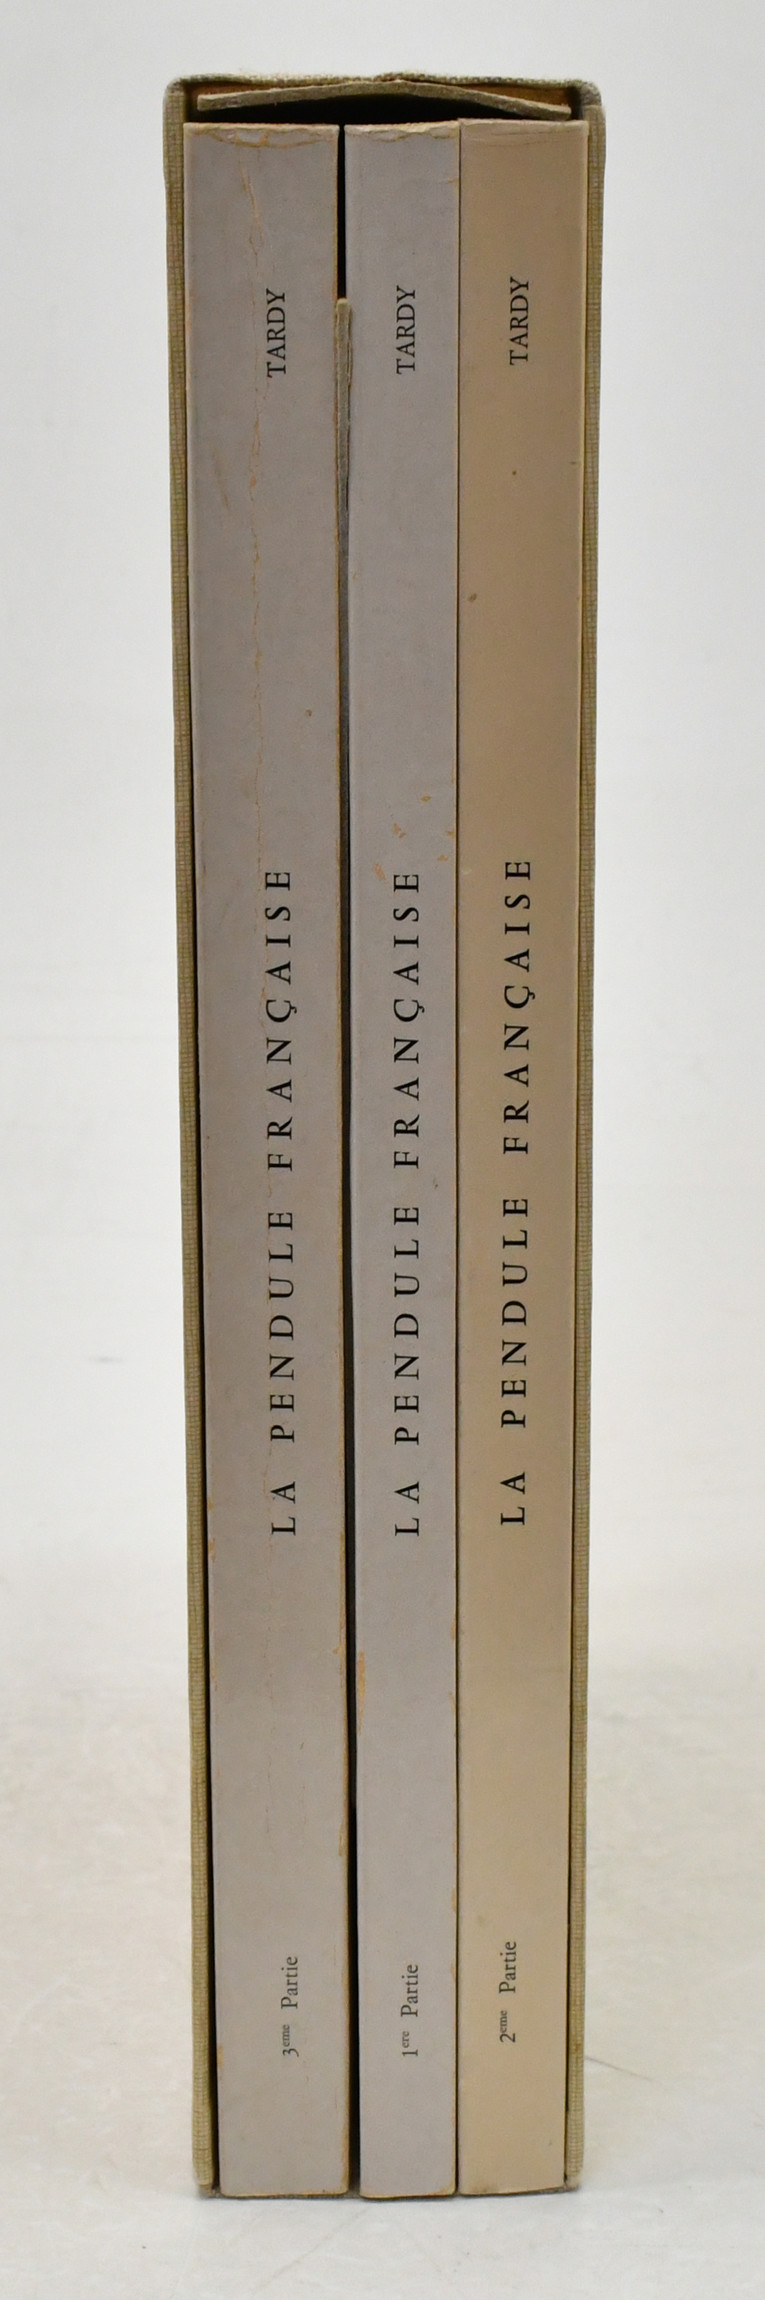 3eme Partie LA PENDULE FRANÇAISE TARDY
1ere Partie LA PENDULE FRANÇAISE TARDY
2eme Partie LA PENDULE FRANÇAISE TARDY